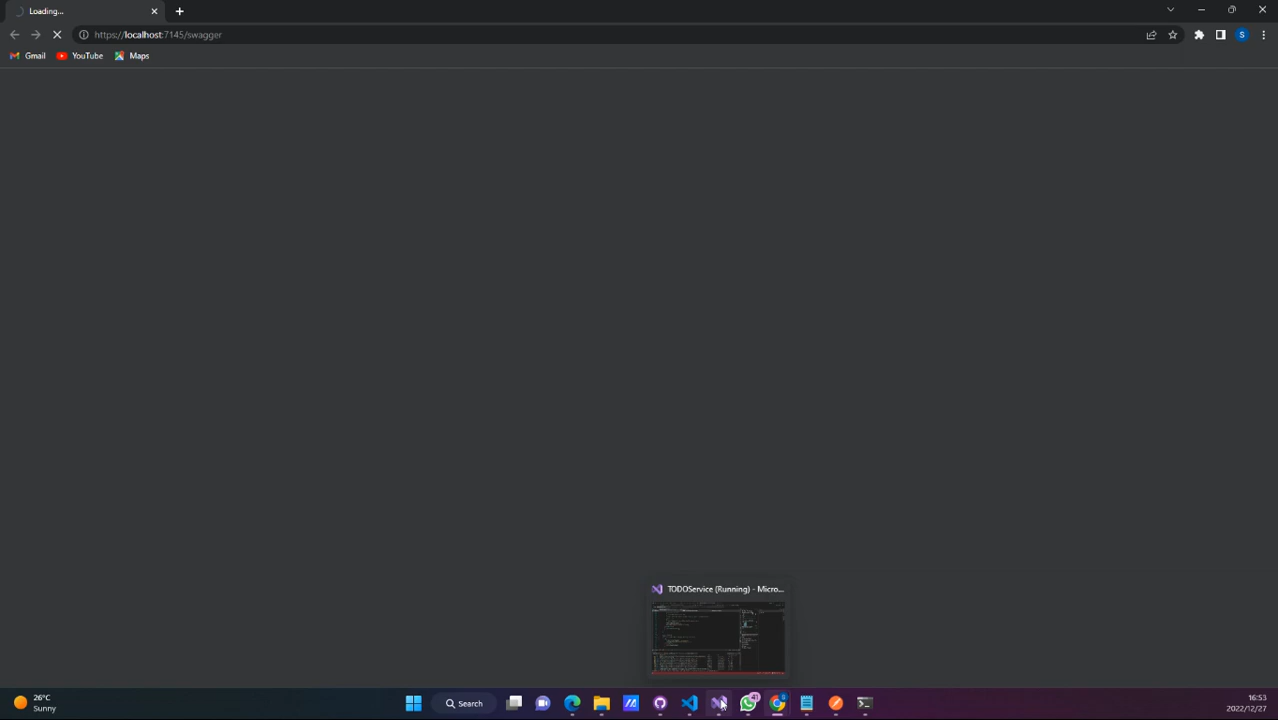 Loading...
https://localhost:7145/swagger
S
Gmail
YouTube
Maps
TODOService (Running) - Micro...
26°C
Sunny
Search
41
16:53
2022/12/27